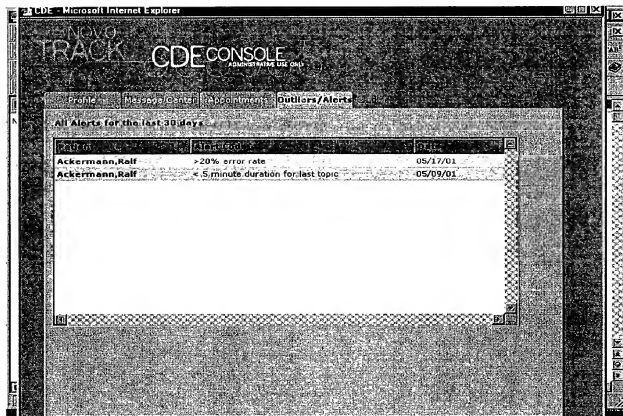 CDE - Microsoft Internet Explorer
NOVO
TRACK
CDECONSOLE
ADMINISTRATIVE USE ONLY
Profile Message Center Appointments Outliers/Alerts
All Alerts for the last 30 days
Ackermann,Ralf >20% error rate 05/17/01
Ackermann,Ralf < 5 minute duration for last topic 05/09/01